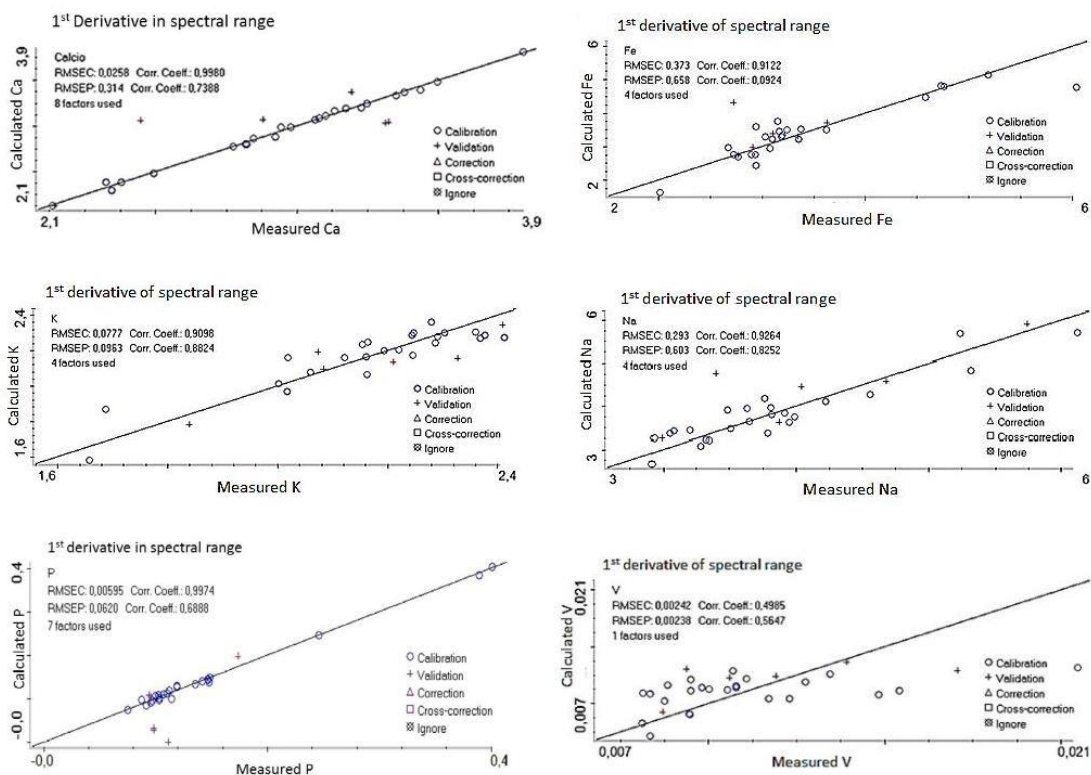 1st Derivative in spectral range
3,9
Calcio
RMSEC: 0,0258 Corr. Coeff.: 0,9980
RMSEP: 0,314 Corr. Coeff.: 0,7388
8 factors used
Calibration
Validation
Correction
Cross-correction
Ignore
Calculated Ca
2,1
2,1
Measured Ca
3,9
1st derivative of spectral range
6
Fe
RMSEC: 0,373 Corr. Coeff.: 0,9122
RMSEP: 0,658 Corr. Coeff.: 0,0924
4 factors used
Calibration
Validation
Correction
Cross-correction
Ignore
Calculated Fe
2
2
Measured Fe
6
1st derivative of spectral range
2,4
K
RMSEC: 0,0777 Corr. Coeff.: 0,9098
RMSEP: 0,0963 Corr. Coeff.: 0,8824
4 factors used
Calibration
Validation
Correction
Cross-correction
Ignore
Calculated K
1,6
1,6
Measured K
2,4
1st derivative of spectral range
6
Na
RMSEC: 0,293 Corr. Coeff.: 0,9264
RMSEP: 0,603 Corr. Coeff.: 0,8252
4 factors used
Calibration
Validation
Correction
Cross-correction
Ignore
Calculated Na
3
3
Measured Na
6
1st derivative in spectral range
0,4
P
RMSEC: 0,00595 Corr. Coeff.: 0,9974
RMSEP: 0,0620 Corr. Coeff.: 0,6888
7 factors used
Calibration
Validation
Correction
Cross-correction
Ignore
Calculated P
-0,0
-0,0
Measured P
0,4
1st derivative of spectral range
0,021
V
RMSEC: 0,00242 Corr. Coeff.: 0,4985
RMSEP: 0,00238 Corr. Coeff.: 0,5647
1 factors used
Calibration
Validation
Correction
Cross-correction
Ignore
Calculated V
0,007
0,007
Measured V
0,021